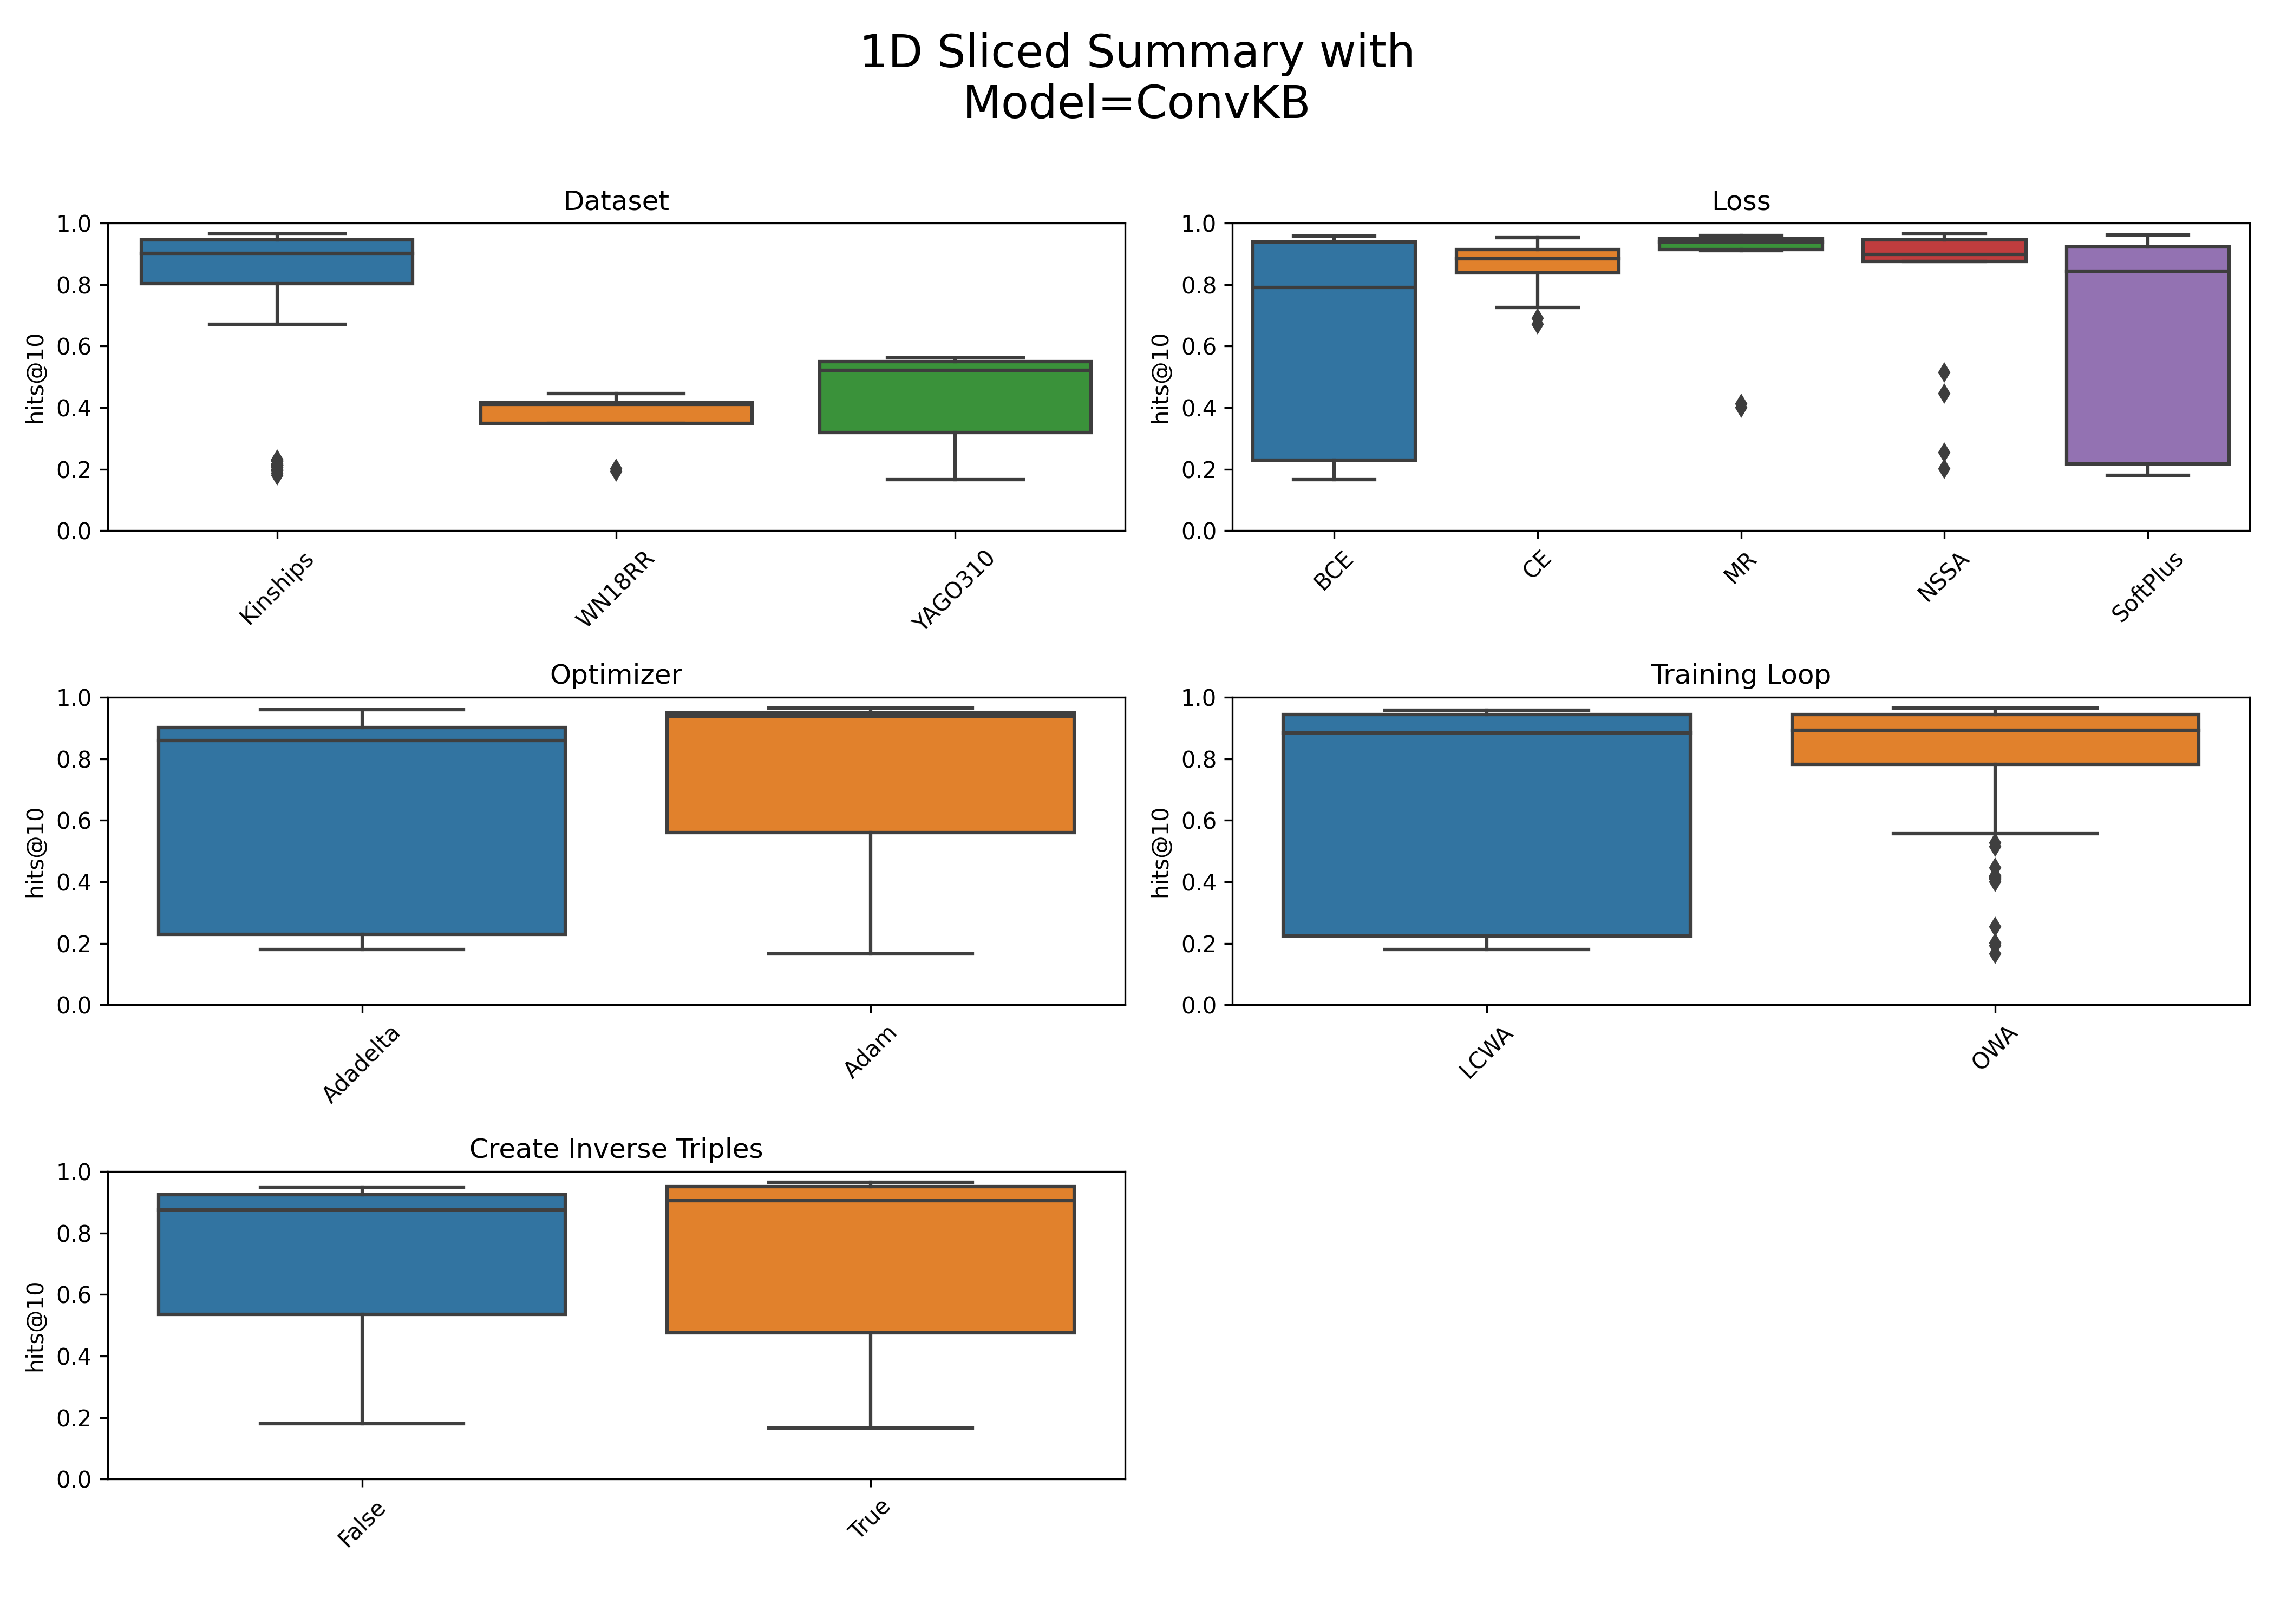 1D Sliced Summary with
Model=ConvKB
Dataset
hits@10
1.0
0.8
0.6
0.4
0.2
0.0
Kinships
WN18RR
YAGO310
Loss
hits@10
1.0
0.8
0.6
0.4
0.2
0.0
BCE
CE
MR
NSSA
SoftPlus
Optimizer
hits@10
1.0
0.8
0.6
0.4
0.2
0.0
Adadelta
Adam
Training Loop
hits@10
1.0
0.8
0.6
0.4
0.2
0.0
LCWA
OWA
Create Inverse Triples
hits@10
1.0
0.8
0.6
0.4
0.2
0.0
False
True